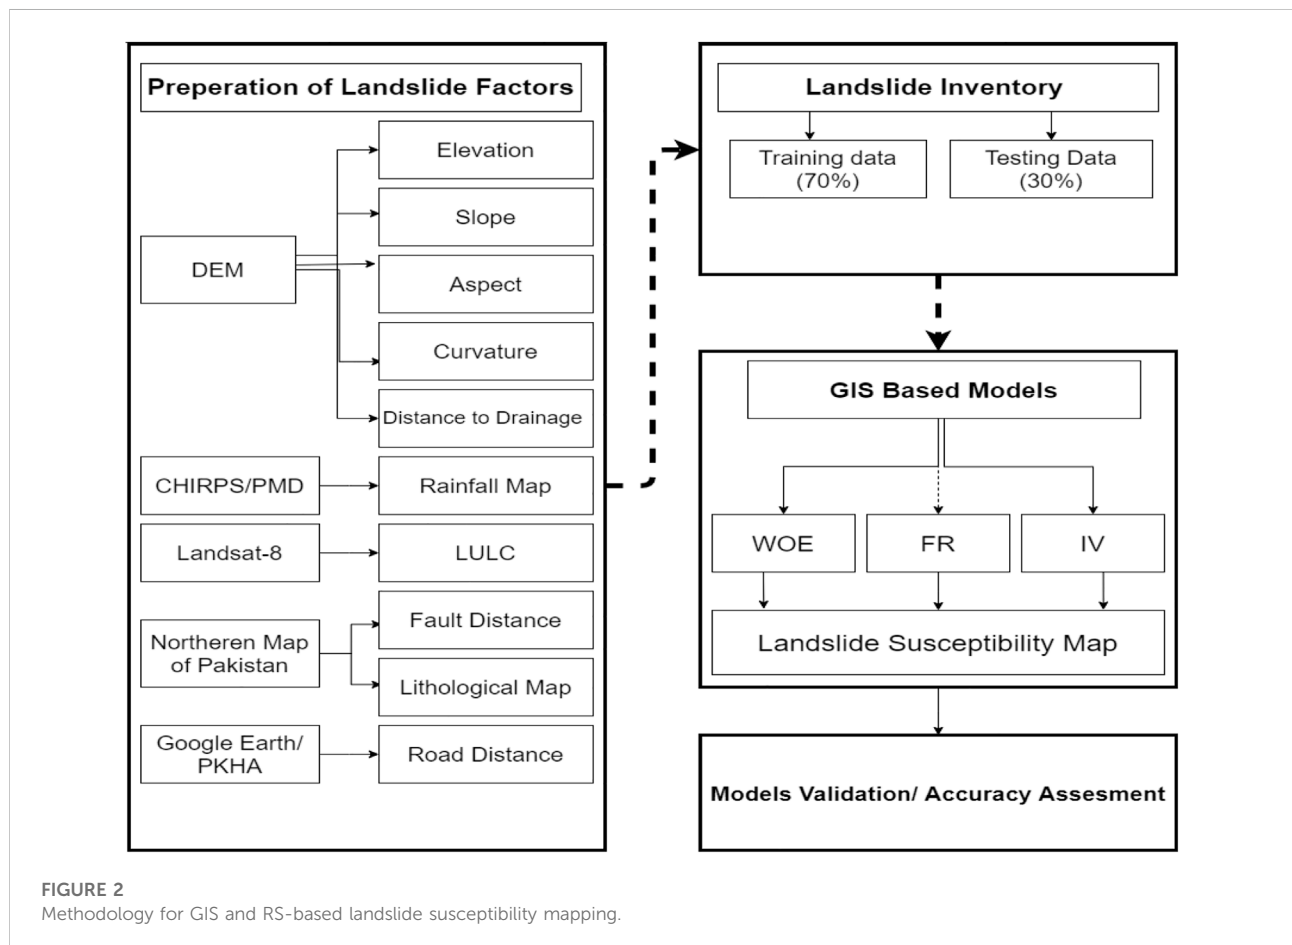 Preperation of Landslide Factors
Elevation
Slope
DEM
Aspect
Curvature
Distance to Drainage
CHIRPS/PMD
Rainfall Map
Landsat-8
LULC
Northeren Map
of Pakistan
Fault Distance
Lithological Map
Google Earth/
PKHA
Road Distance
Landslide Inventory
Training data
(70%)
Testing Data
(30%)
GIS Based Models
WOE
FR
IV
Landslide Susceptibility Map
Models Validation/ Accuracy Assesment
FIGURE 2
Methodology for GIS and RS-based landslide susceptibility mapping.